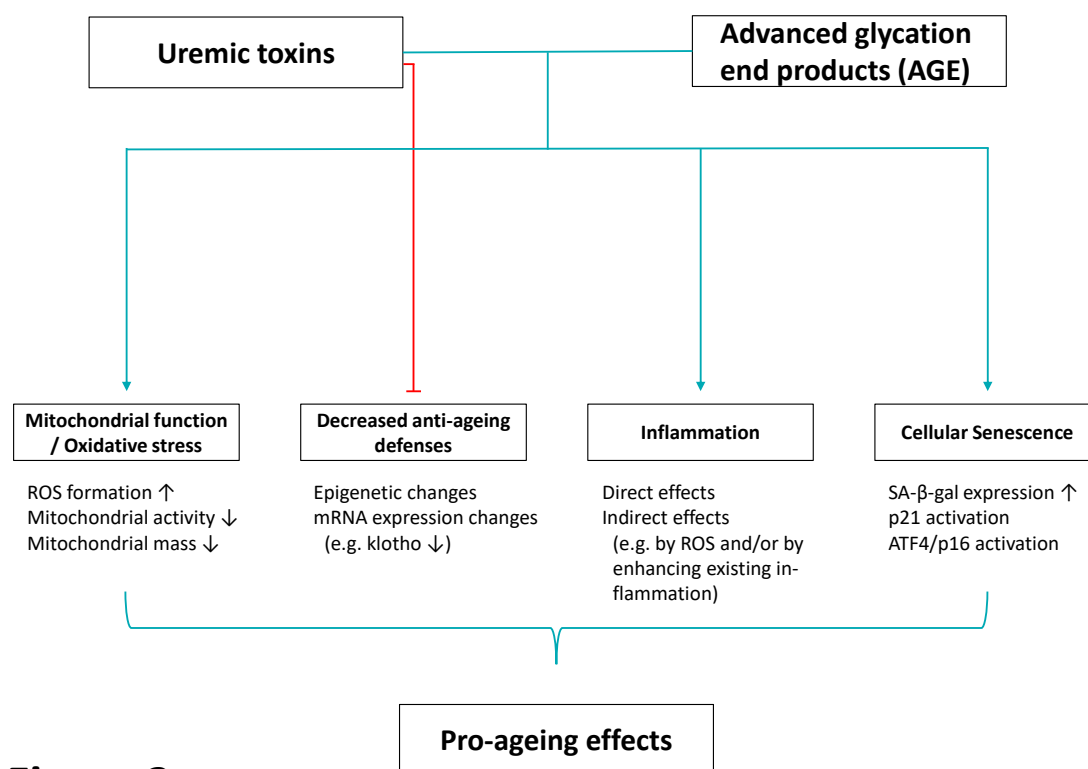 Uremic toxins
Advanced glycation
end products (AGE)
Mitochondrial function
/ Oxidative stress
ROS formation ↑
Mitochondrial activity ↓
Mitochondrial mass ↓
Decreased anti-ageing
defenses
Epigenetic changes
mRNA expression changes
(e.g. klotho ↓)
Inflammation
Direct effects
Indirect effects
(e.g. by ROS and/or by
enhancing existing in-
flammation)
Cellular Senescence
SA-β-gal expression ↑
p21 activation
ATF4/p16 activation
Pro-ageing effects